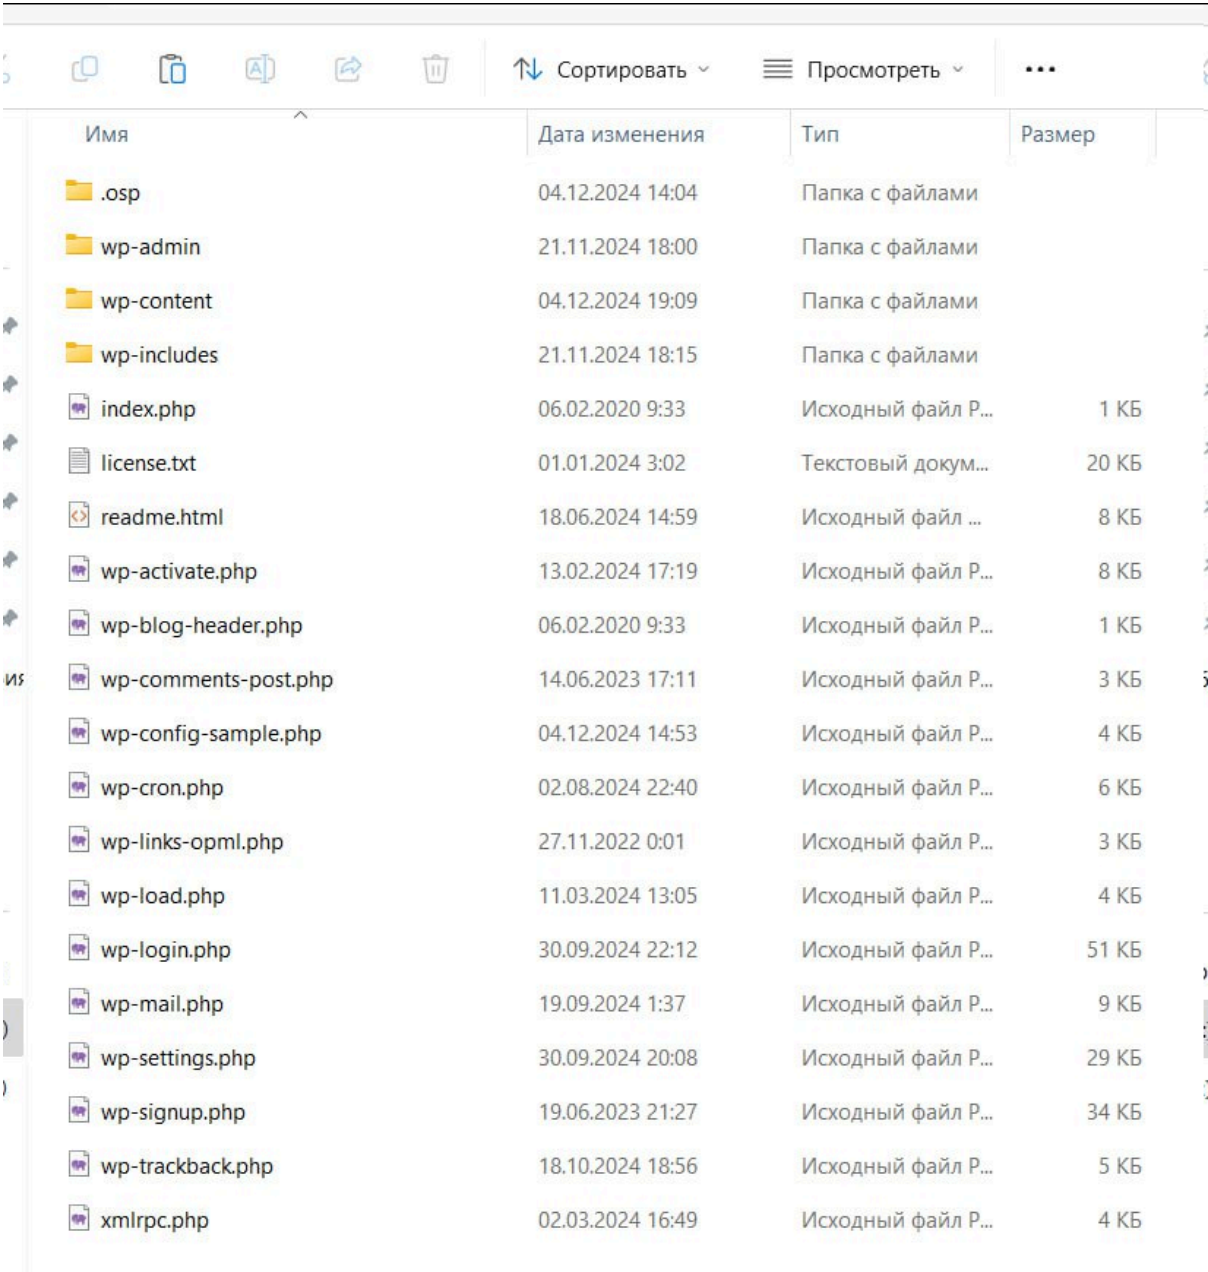 Сортировать Просмотреть
Имя Дата изменения Тип Размер
.osp 04.12.2024 14:04 Папка с файлами
wp-admin 21.11.2024 18:00 Папка с файлами
wp-content 04.12.2024 19:09 Папка с файлами
wp-includes 21.11.2024 18:15 Папка с файлами
index.php 06.02.2020 9:33 Исходный файл P... 1 КБ
license.txt 01.01.2024 3:02 Текстовый докум... 20 КБ
readme.html 18.06.2024 14:59 Исходный файл ... 8 КБ
wp-activate.php 13.02.2024 17:19 Исходный файл P... 8 КБ
wp-blog-header.php 06.02.2020 9:33 Исходный файл P... 1 КБ
wp-comments-post.php 14.06.2023 17:11 Исходный файл P... 3 КБ
wp-config-sample.php 04.12.2024 14:53 Исходный файл P... 4 КБ
wp-cron.php 02.08.2024 22:40 Исходный файл P... 6 КБ
wp-links-opml.php 27.11.2022 0:01 Исходный файл P... 3 КБ
wp-load.php 11.03.2024 13:05 Исходный файл P... 4 КБ
wp-login.php 30.09.2024 22:12 Исходный файл P... 51 КБ
wp-mail.php 19.09.2024 1:37 Исходный файл P... 9 КБ
wp-settings.php 30.09.2024 20:08 Исходный файл P... 29 КБ
wp-signup.php 19.06.2023 21:27 Исходный файл P... 34 КБ
wp-trackback.php 18.10.2024 18:56 Исходный файл P... 5 КБ
xmlrpc.php 02.03.2024 16:49 Исходный файл P... 4 КБ